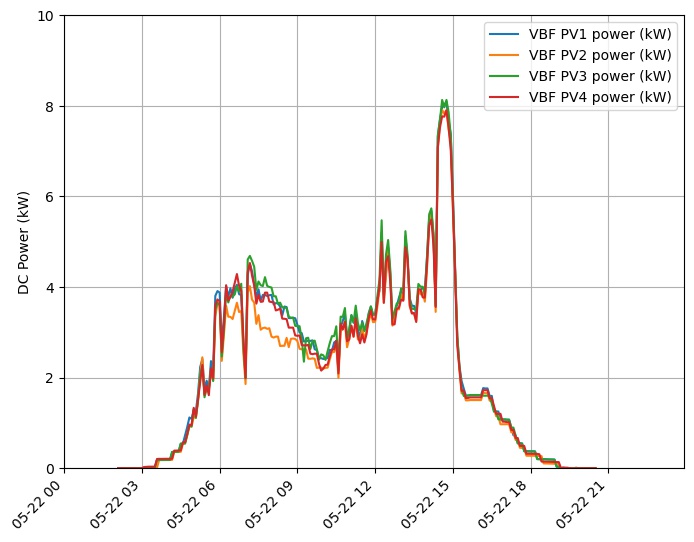 10
8
6
4
2
0
DC Power (kW)
VBF PV1 power (kW)
VBF PV2 power (kW)
VBF PV3 power (kW)
VBF PV4 power (kW)
05-22 00
05-22 03
05-22 06
05-22 09
05-22 12
05-22 15
05-22 18
05-22 21